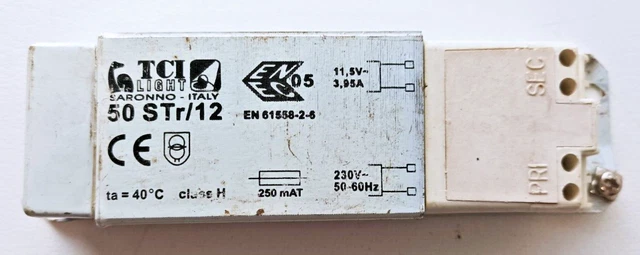 TCI
LIGHT
SARONNO - ITALY
50 STr/12
CE
ta = 40°C class H
ENEC 05
EN 61558-2-6
250 mAT
11,5V~
3,95A
230V~
50-60Hz
SEC
PRI